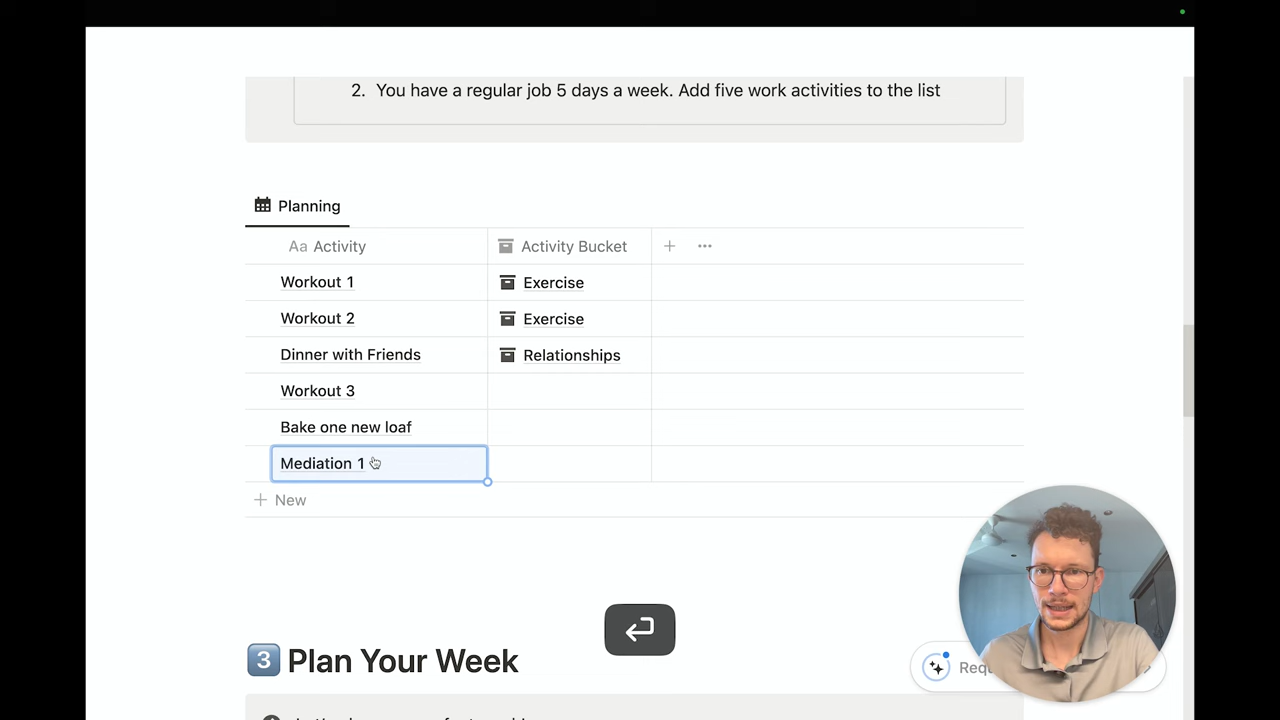 2. You have a regular job 5 days a week. Add five work activities to the list
Planning
Aa Activity
Activity Bucket
Workout 1
Exercise
Workout 2
Exercise
Dinner with Friends
Relationships
Workout 3
Bake one new loaf
Mediation 1
New
3 Plan Your Week